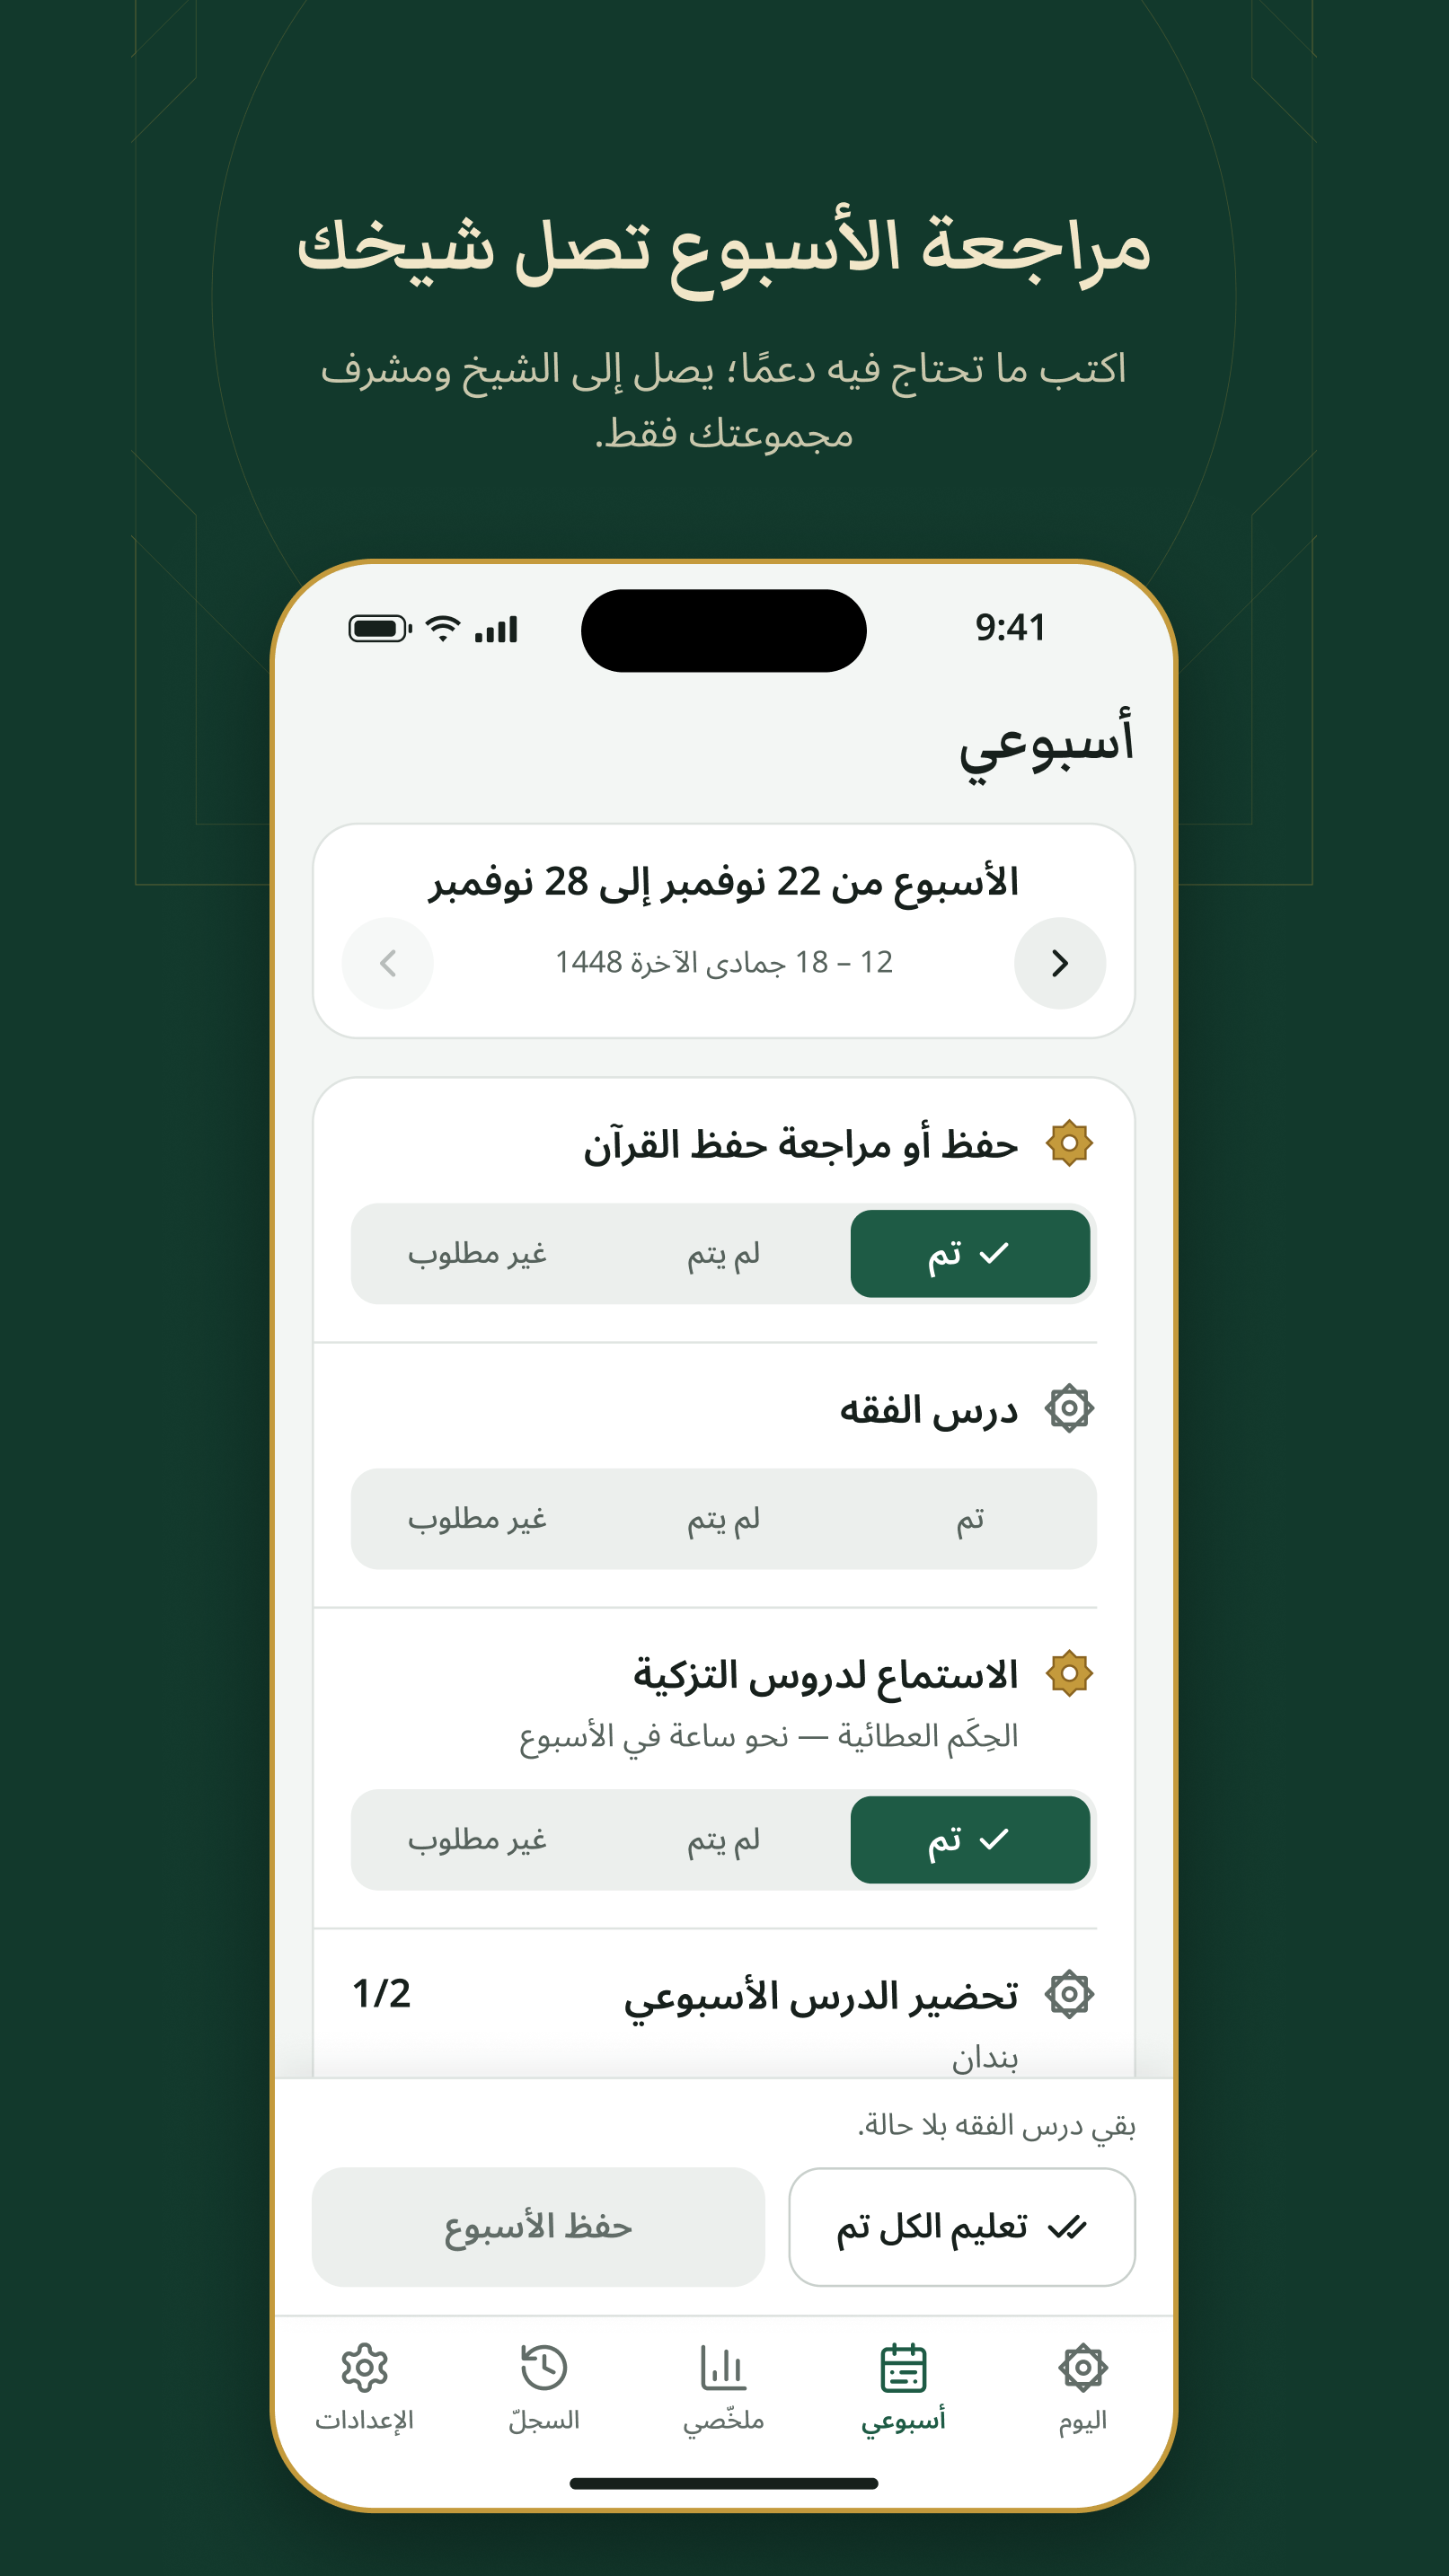 مراجعة الأسبوع تصل شيخك
اكتب ما تحتاج فيه دعمًا؛ يصل إلى الشيخ ومشرف
مجموعتك فقط.
9:41
أسبوعي
الأسبوع من 22 نوفمبر إلى 28 نوفمبر
12 – 18 جمادى الآخرة 1448
حفظ أو مراجعة حفظ القرآن
تم لم يتم غير مطلوب
درس الفقه
تم لم يتم غير مطلوب
الاستماع لدروس التزكية
الحِكَم العطائية — نحو ساعة في الأسبوع
تم لم يتم غير مطلوب
تحضير الدرس الأسبوعي 1/2
بندان
بقي درس الفقه بلا حالة.
تعليم الكل تم حفظ الأسبوع
اليوم أسبوعي ملخّصي السجلّ الإعدادات